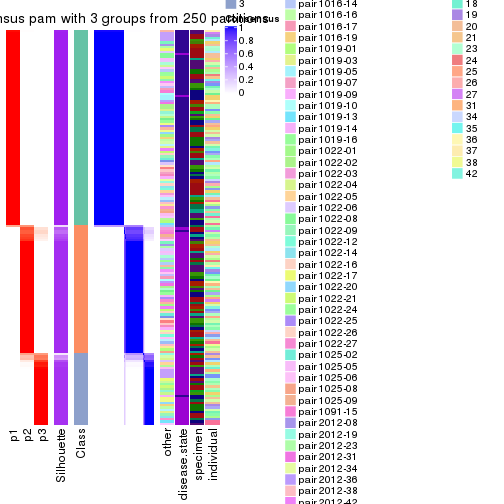 sus pam with 3 groups from 250 partitions
Consensus
3
1
0.8
0.6
0.4
0.2
0
p1
p2
p3
Silhouette
Class
other
disease.state
specimen
individual
pair1016-14
pair1016-16
pair1016-17
pair1019-01
pair1019-03
pair1019-05
pair1019-07
pair1019-09
pair1019-10
pair1019-13
pair1019-14
pair1019-16
pair1022-01
pair1022-02
pair1022-03
pair1022-04
pair1022-05
pair1022-06
pair1022-08
pair1022-09
pair1022-12
pair1022-14
pair1022-16
pair1022-17
pair1022-20
pair1022-21
pair1022-24
pair1022-25
pair1022-26
pair1022-27
pair1025-02
pair1025-05
pair1025-06
pair1025-08
pair1025-09
pair1091-15
pair2012-08
pair2012-19
pair2012-23
pair2012-31
pair2012-34
pair2012-36
pair2012-38
pair2012-42
18
19
20
21
23
24
25
26
27
31
34
35
36
37
38
42